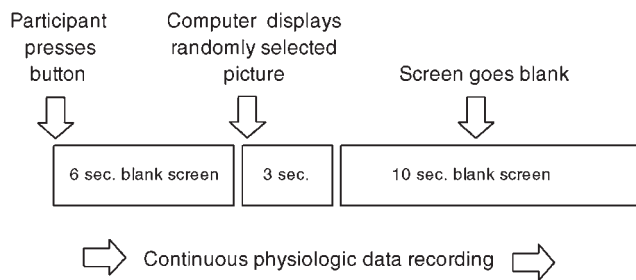 Participant
presses
button
Computer displays
randomly selected
picture
Screen goes blank
6 sec. blank screen
3 sec.
10 sec. blank screen
Continuous physiologic data recording